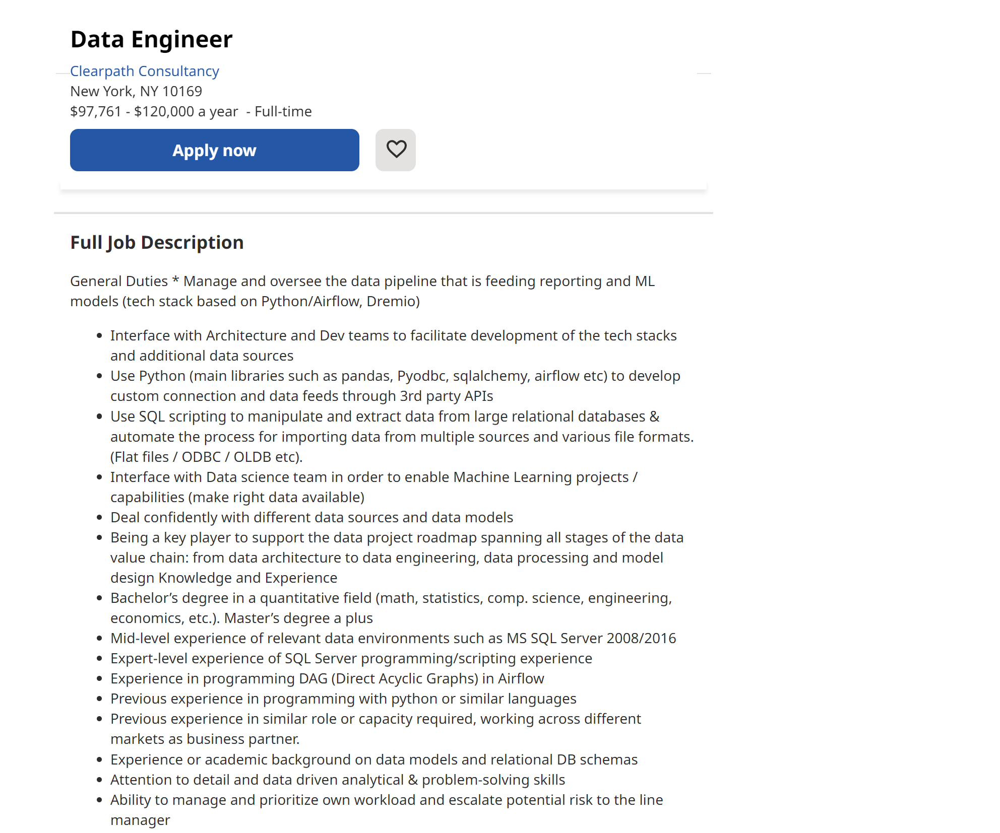 Data Engineer
Clearpath Consultancy
New York, NY 10169
$97,761 - $120,000 a year - Full-time
Apply now
Full Job Description
General Duties * Manage and oversee the data pipeline that is feeding reporting and ML
models (tech stack based on Python/Airflow, Dremio)
• Interface with Architecture and Dev teams to facilitate development of the tech stacks
and additional data sources
• Use Python (main libraries such as pandas, Pyodbc, sqlalchemy, airflow etc) to develop
custom connection and data feeds through 3rd party APIs
• Use SQL scripting to manipulate and extract data from large relational databases &
automate the process for importing data from multiple sources and various file formats.
(Flat files / ODBC / OLDB etc).
• Interface with Data science team in order to enable Machine Learning projects /
capabilities (make right data available)
• Deal confidently with different data sources and data models
• Being a key player to support the data project roadmap spanning all stages of the data
value chain: from data architecture to data engineering, data processing and model
design Knowledge and Experience
• Bachelor’s degree in a quantitative field (math, statistics, comp. science, engineering,
economics, etc.). Master’s degree a plus
• Mid-level experience of relevant data environments such as MS SQL Server 2008/2016
• Expert-level experience of SQL Server programming/scripting experience
• Experience in programming DAG (Direct Acyclic Graphs) in Airflow
• Previous experience in programming with python or similar languages
• Previous experience in similar role or capacity required, working across different
markets as business partner.
• Experience or academic background on data models and relational DB schemas
• Attention to detail and data driven analytical & problem-solving skills
• Ability to manage and prioritize own workload and escalate potential risk to the line
manager